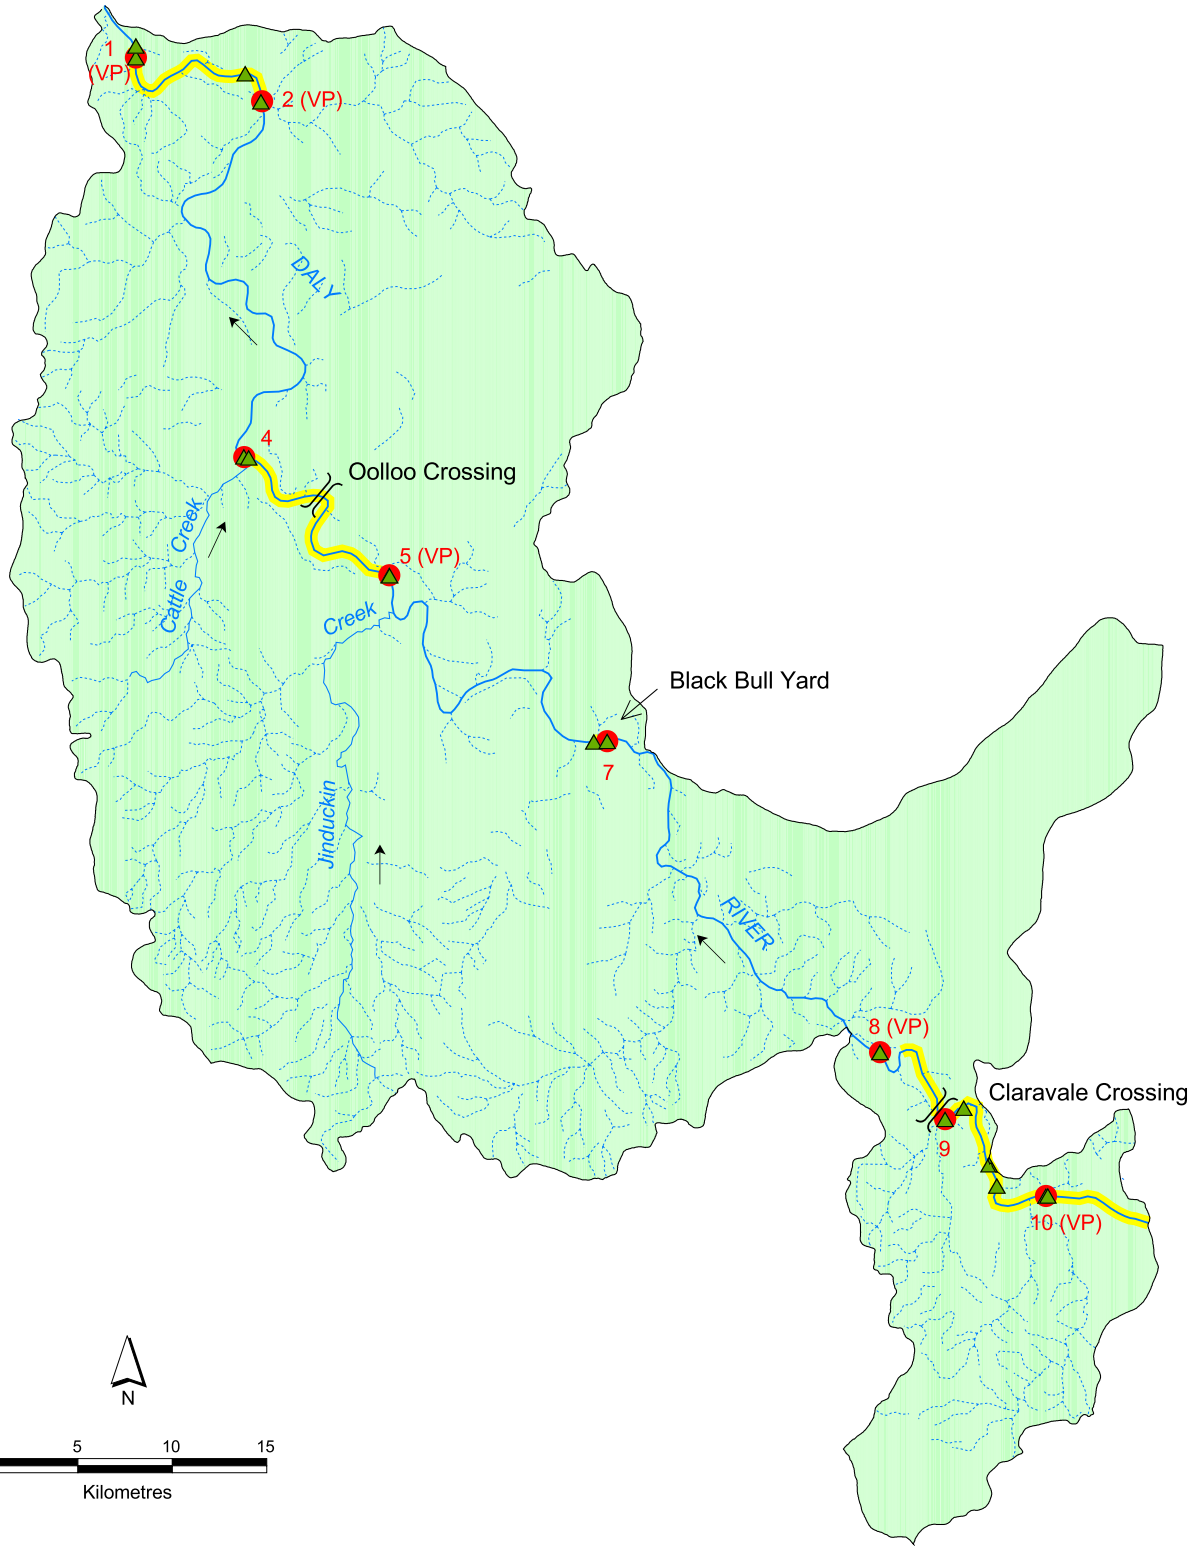 1
(VP)
2 (VP)
DALY
4
Oolloo Crossing
Cattle Creek
5 (VP)
Creek
Jinduckin
Black Bull Yard
7
RIVER
8 (VP)
Claravale Crossing
9
10 (VP)
N
5 10 15
Kilometres